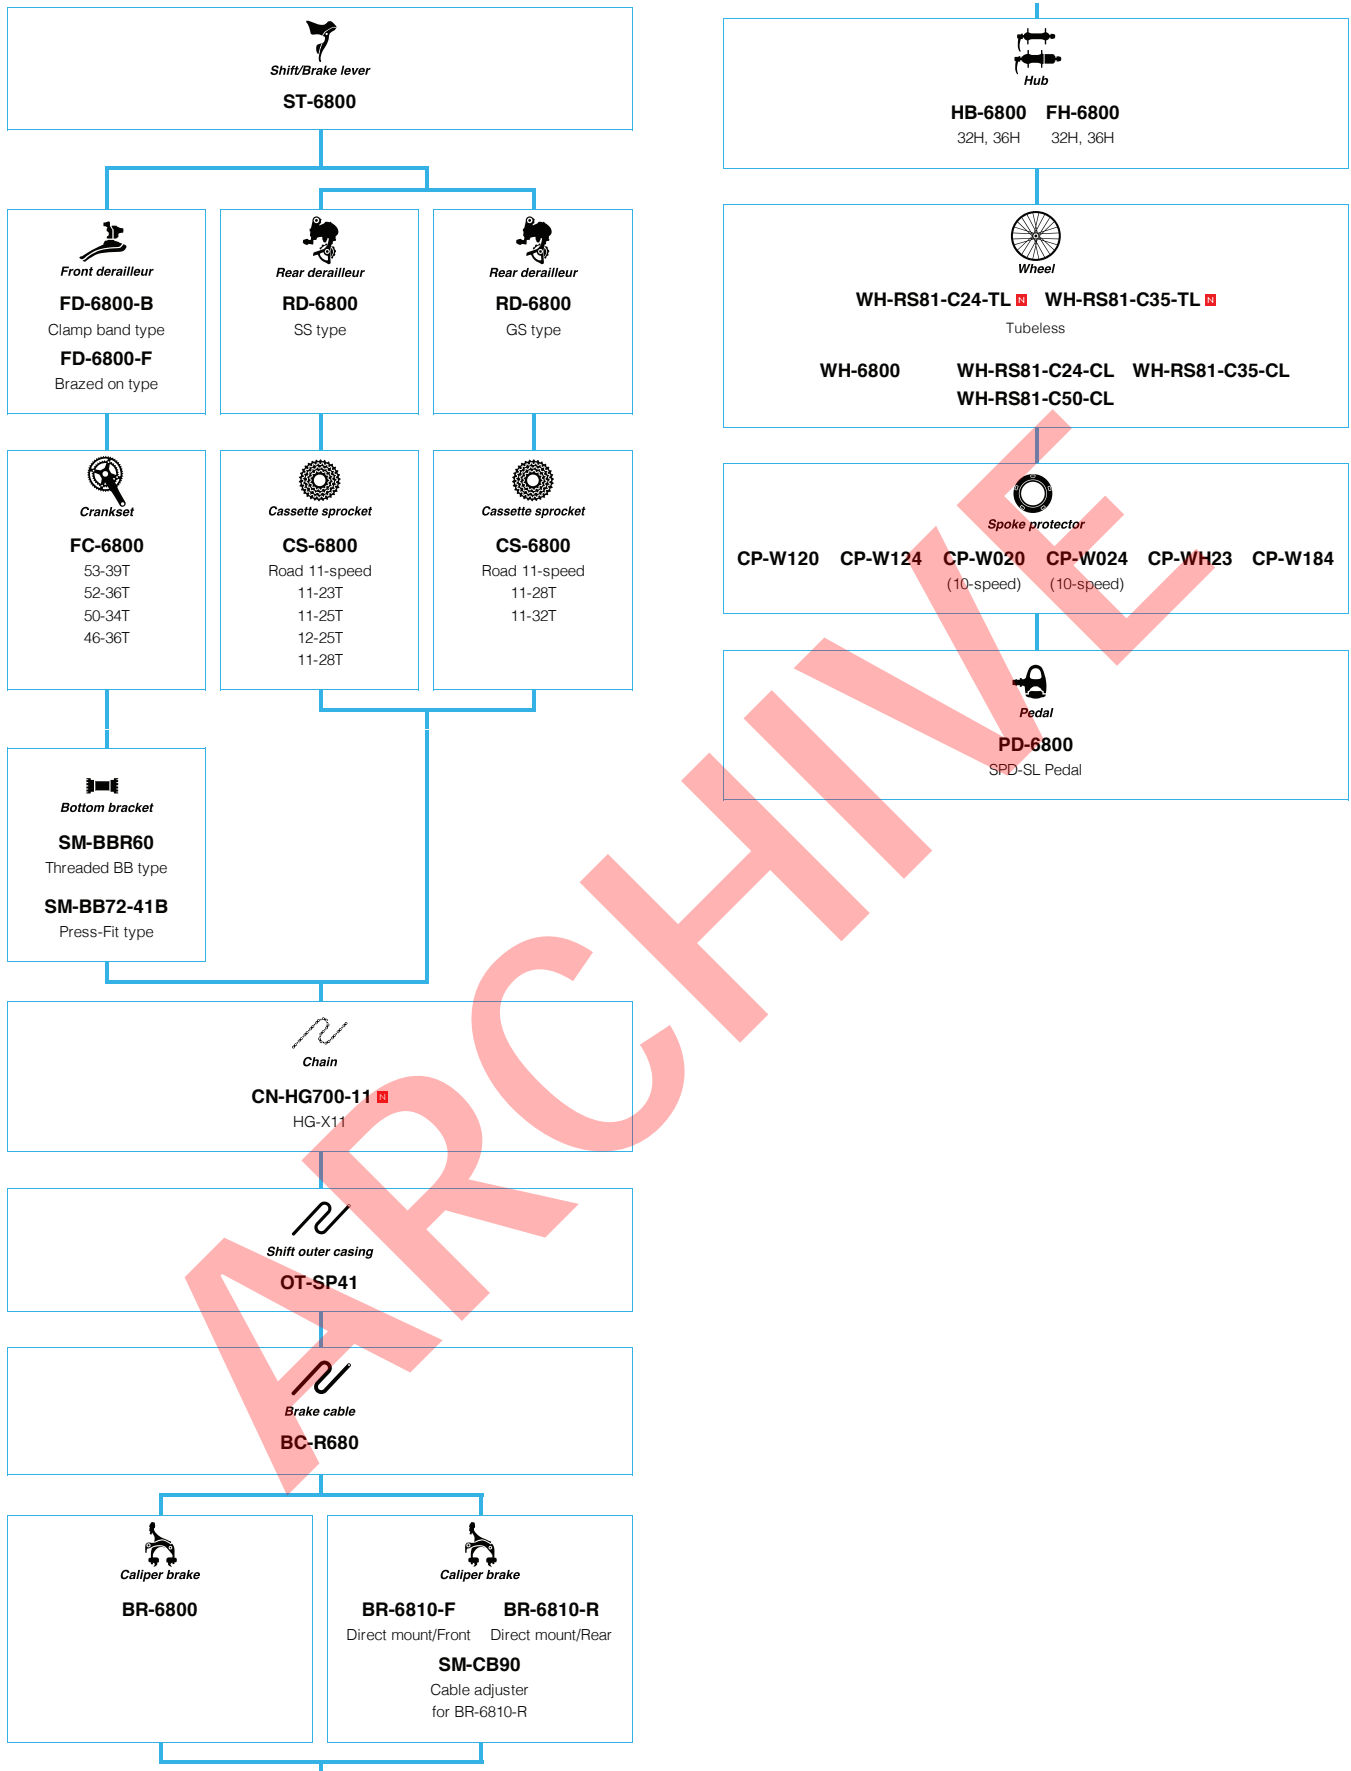 Shift/Brake lever
ST-6800
Front derailleur
FD-6800-B
Clamp band type
FD-6800-F
Brazed on type
Rear derailleur
RD-6800
SS type
Rear derailleur
RD-6800
GS type
Crankset
FC-6800
53-39T
52-36T
50-34T
46-36T
Cassette sprocket
CS-6800
Road 11-speed
11-23T
11-25T
12-25T
11-28T
Cassette sprocket
CS-6800
Road 11-speed
11-28T
11-32T
Bottom bracket
SM-BBR60
Threaded BB type
SM-BB72-41B
Press-Fit type
Chain
CN-HG700-11 N
HG-X11
Shift outer casing
OT-SP41
Brake cable
BC-R680
Caliper brake
BR-6800
Caliper brake
BR-6810-F BR-6810-R
Direct mount/Front Direct mount/Rear
SM-CB90
Cable adjuster
for BR-6810-R
Hub
HB-6800 FH-6800
32H, 36H 32H, 36H
Wheel
WH-RS81-C24-TL N WH-RS81-C35-TL N
Tubeless
WH-6800 WH-RS81-C24-CL WH-RS81-C35-CL
WH-RS81-C50-CL
Spoke protector
CP-W120 CP-W124 CP-W020 CP-W024 CP-WH23 CP-W184
(10-speed) (10-speed)
Pedal
PD-6800
SPD-SL Pedal
ARCHIVE